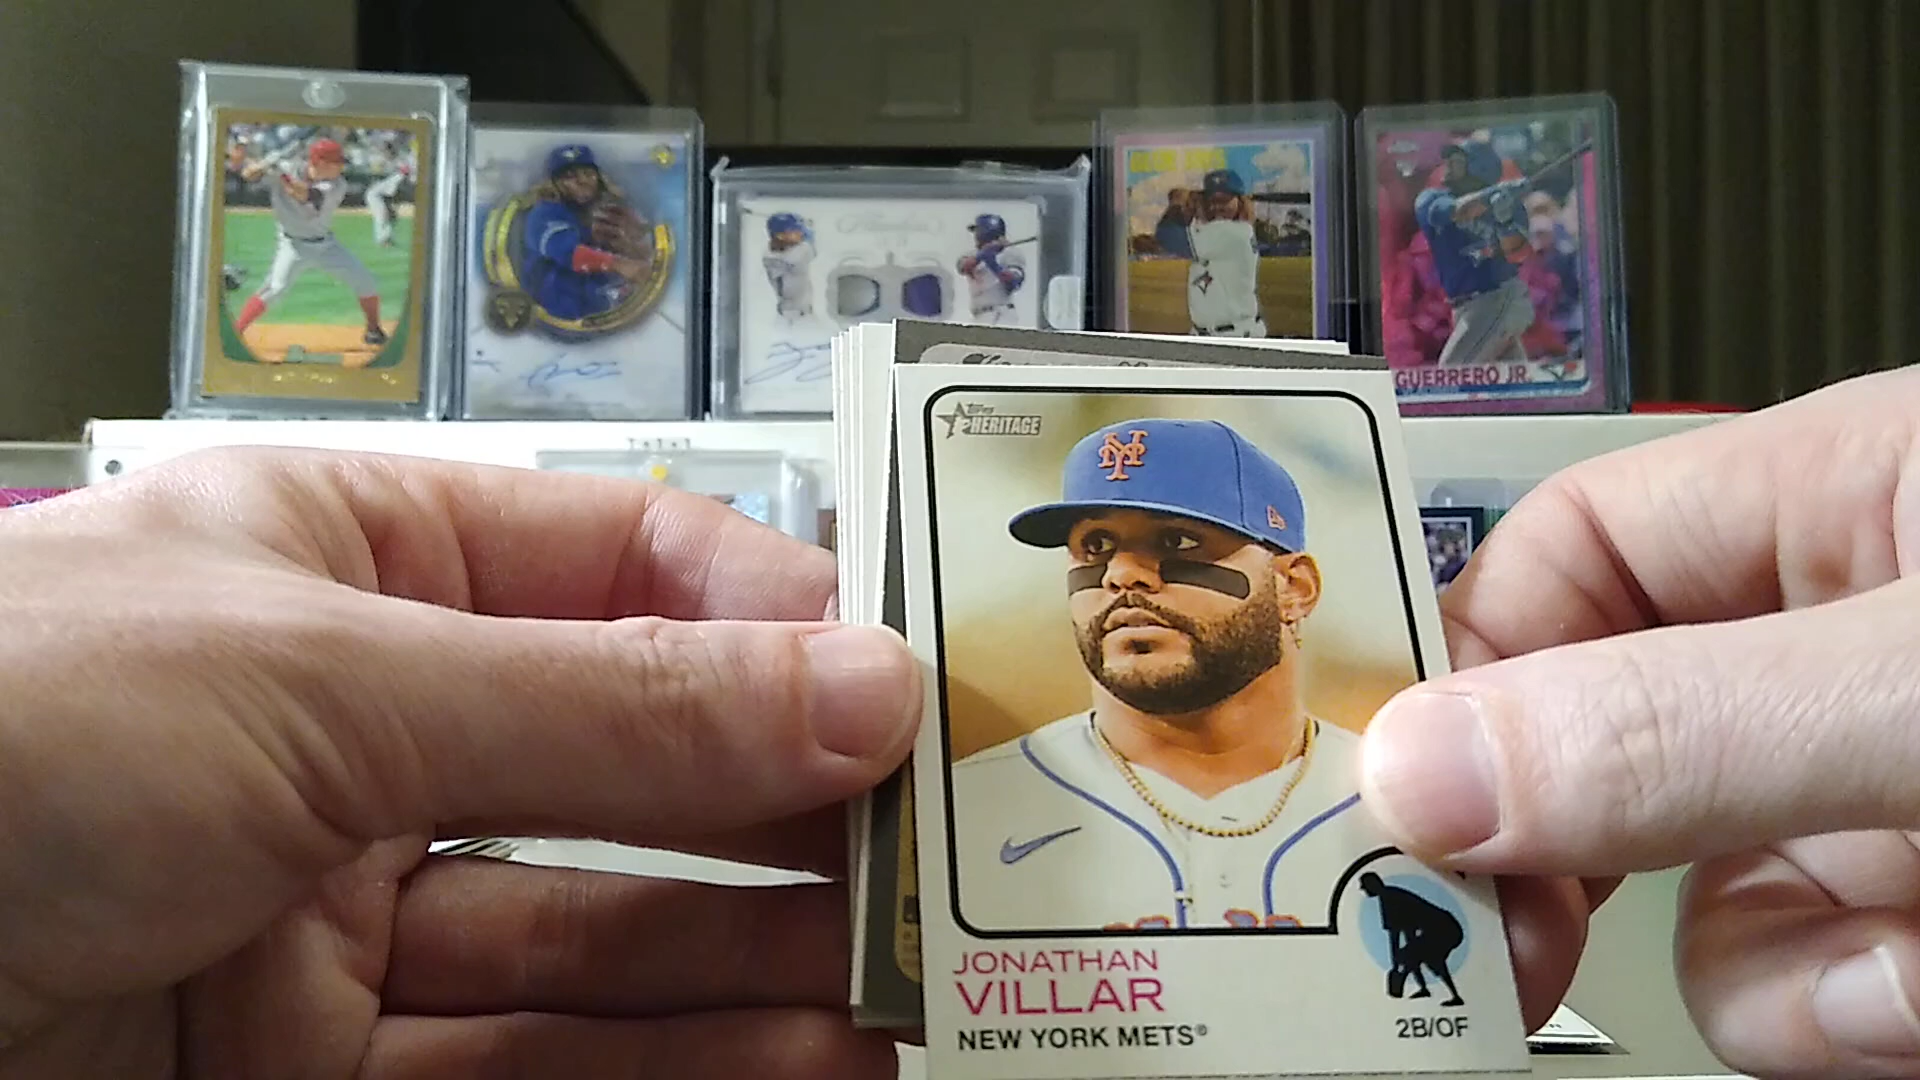 GUERRERO JR.
Topps
HERITAGE
NY
JONATHAN
VILLAR
NEW YORK METS®
2B/OF